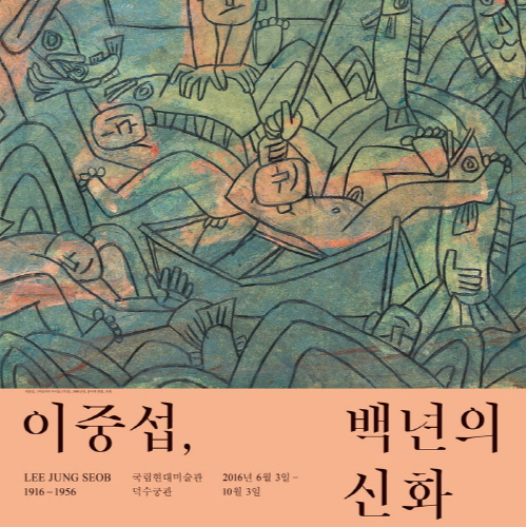 이중섭, 백년의
신화
LEE JUNG SEOB
1916 – 1956
국립현대미술관
덕수궁관
2016년 6월 3일 –
10월 3일